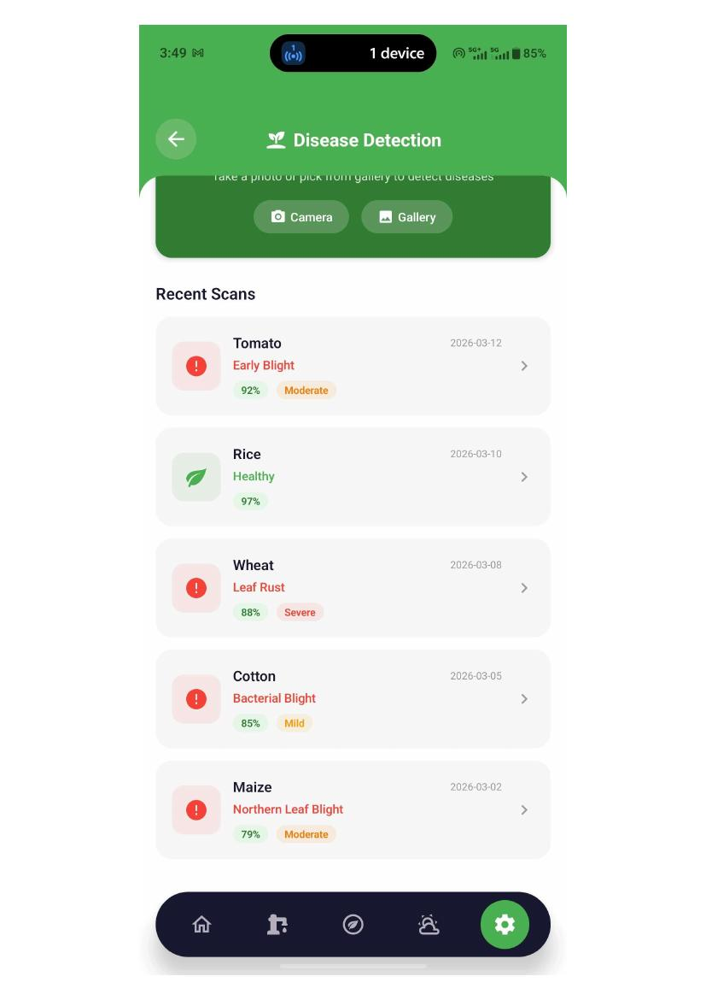 3:49
1
1 device
5G+
5G
85%
Disease Detection
Take a photo or pick from gallery to detect diseases
Camera
Gallery
Recent Scans
Tomato
2026-03-12
Early Blight
92%
Moderate
Rice
2026-03-10
Healthy
97%
Wheat
2026-03-08
Leaf Rust
88%
Severe
Cotton
2026-03-05
Bacterial Blight
85%
Mild
Maize
2026-03-02
Northern Leaf Blight
79%
Moderate